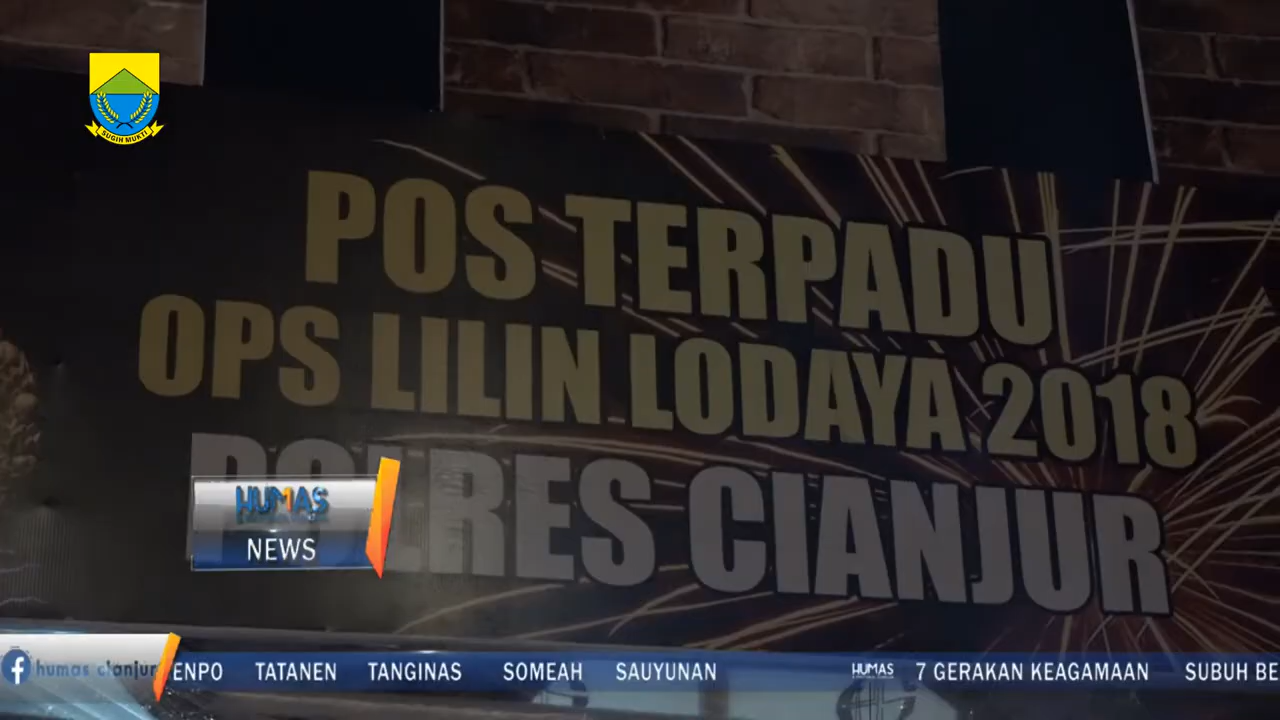 SUGIH MUKTI
POS TERPADU
OPS LILIN LODAYA 2018
POLRES CIANJUR
HUMAS
NEWS
humas cianjur
ENPO TATANEN TANGINAS SOMEAH SAUYUNAN HUMAS 7 GERAKAN KEAGAMAAN SUBUH BE